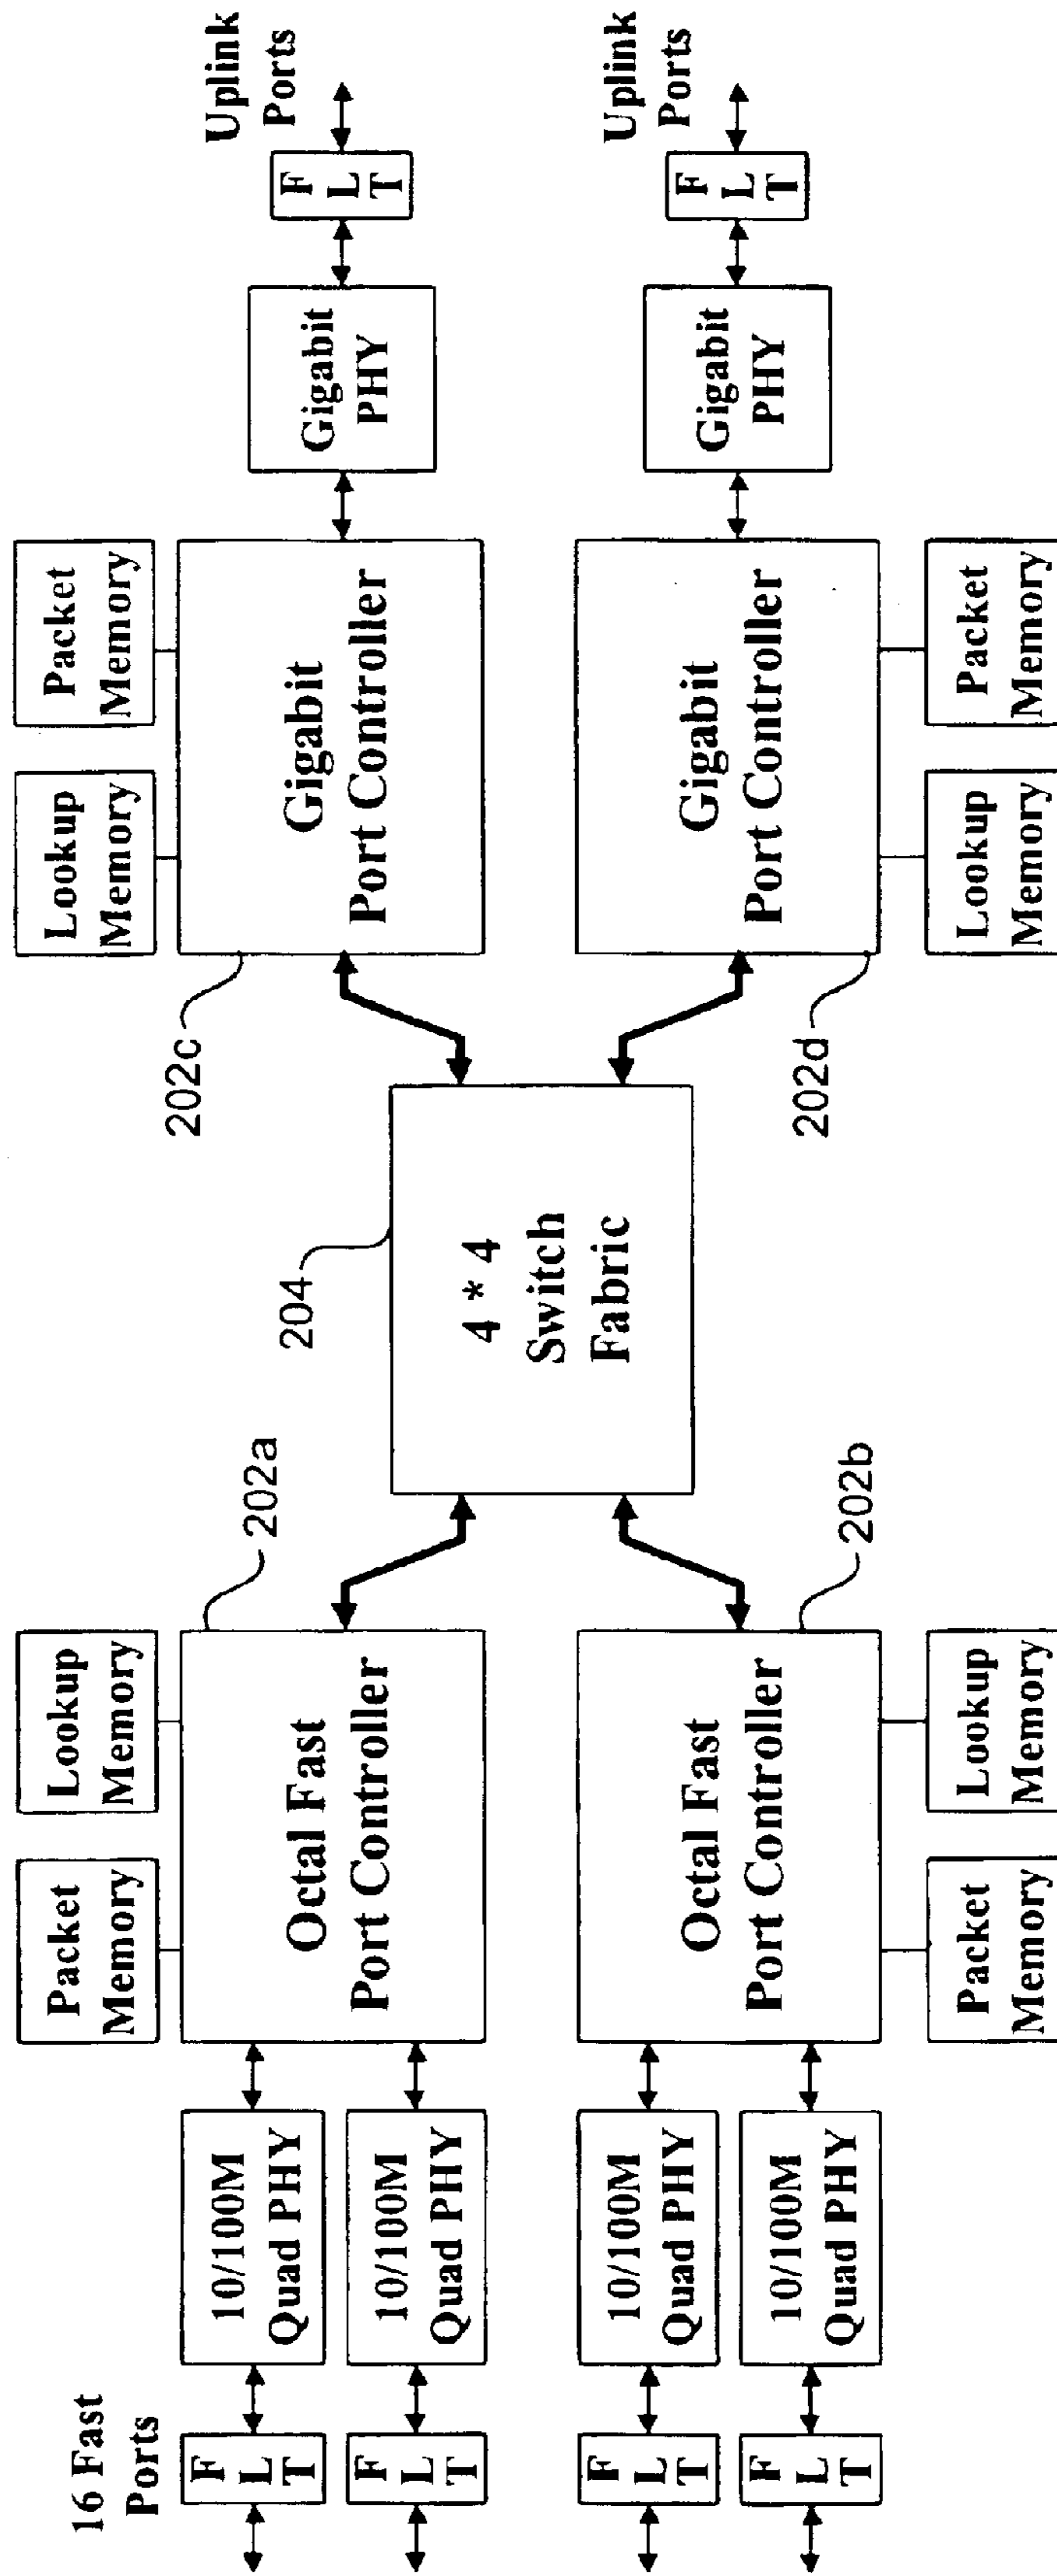 16 Fast
Ports
F
L
T
10/100M
Quad PHY
F
L
T
10/100M
Quad PHY
Packet
Memory
Lookup
Memory
Octal Fast
Port Controller
202a
F
L
T
10/100M
Quad PHY
F
L
T
10/100M
Quad PHY
Octal Fast
Port Controller
202b
Packet
Memory
Lookup
Memory
204
4 * 4
Switch
Fabric
202c
Lookup
Memory
Packet
Memory
Gigabit
Port Controller
Gigabit
PHY
F
L
T
Uplink
Ports
202d
Gigabit
Port Controller
Lookup
Memory
Packet
Memory
Gigabit
PHY
F
L
T
Uplink
Ports